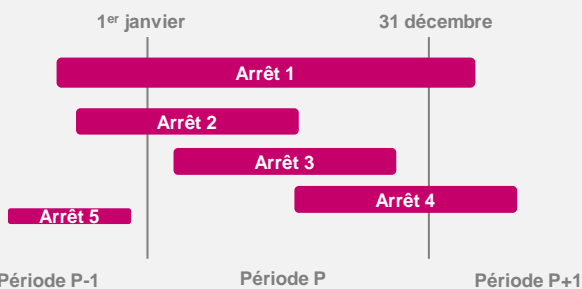 1er janvier
31 décembre
Arrêt 1
Arrêt 2
Arrêt 3
Arrêt 4
Arrêt 5
Période P-1
Période P
Période P+1